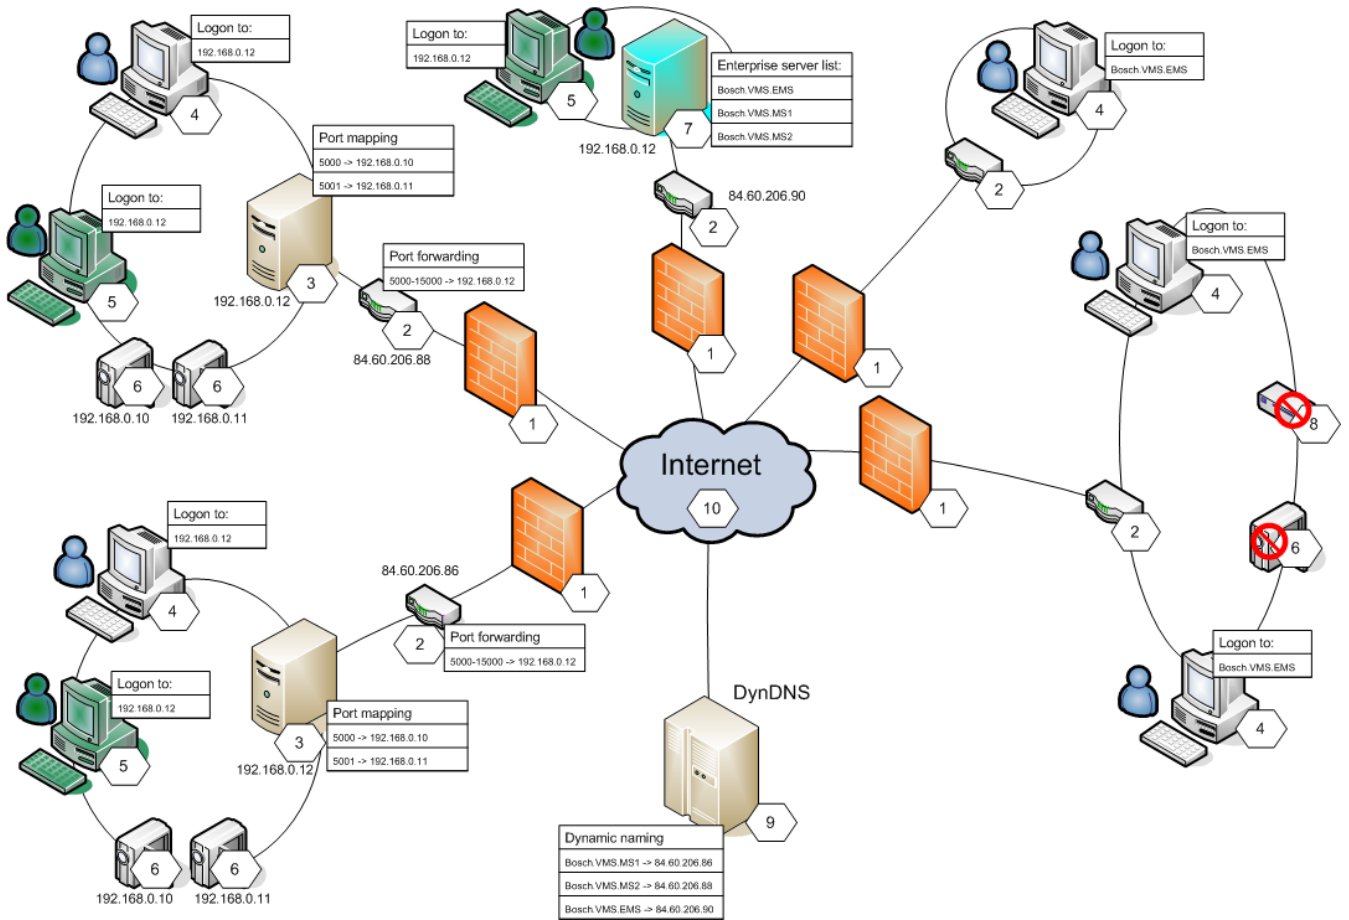 Logon to:
192.168.0.12
4
Port mapping
5000 -> 192.168.0.10
5001 -> 192.168.0.11
Logon to:
192.168.0.12
5
3
192.168.0.12
Port forwarding
5000-15000 -> 192.168.0.12
2
84.60.206.88
6
6
192.168.0.10
192.168.0.11
1
Logon to:
192.168.0.12
5
7
192.168.0.12
Enterprise server list:
Bosch.VMS.EMS
Bosch.VMS.MS1
Bosch.VMS.MS2
84.60.206.90
2
1
Logon to:
Bosch.VMS.EMS
4
2
1
Logon to:
Bosch.VMS.EMS
4
8
6
2
1
Logon to:
Bosch.VMS.EMS
4
Internet
10
Logon to:
192.168.0.12
4
84.60.206.86
1
2
Port forwarding
5000-15000 -> 192.168.0.12
Logon to:
192.168.0.12
5
3
192.168.0.12
Port mapping
5000 -> 192.168.0.10
5001 -> 192.168.0.11
6
6
192.168.0.10
192.168.0.11
DynDNS
9
Dynamic naming
Bosch.VMS.MS1 -> 84.60.206.86
Bosch.VMS.MS2 -> 84.60.206.88
Bosch.VMS.EMS -> 84.60.206.90